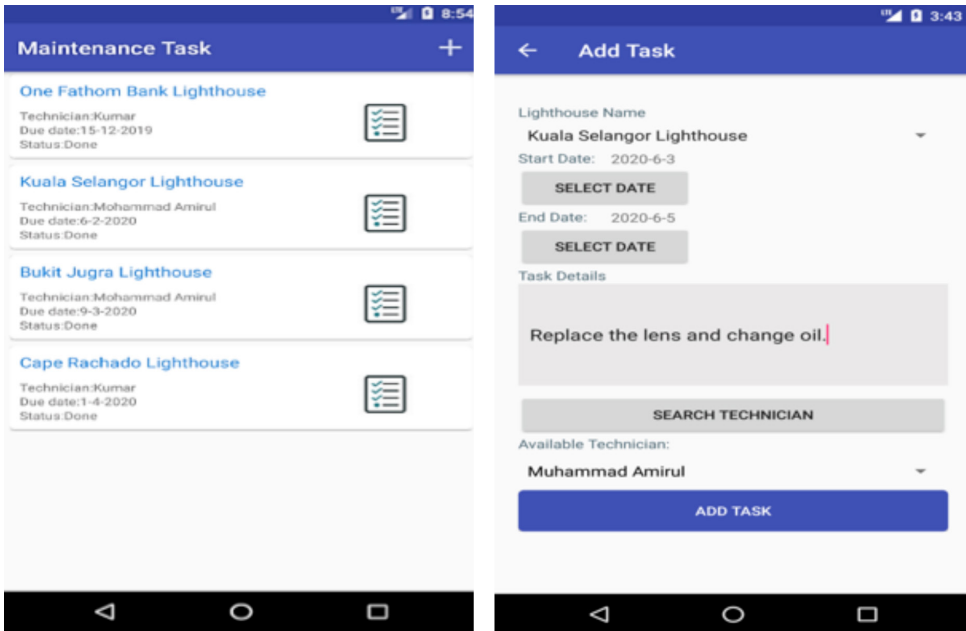 8:54
Maintenance Task
One Fathom Bank Lighthouse
Technician:Kumar
Due date:15-12-2019
Status:Done
Kuala Selangor Lighthouse
Technician:Mohammad Amirul
Due date:6-2-2020
Status:Done
Bukit Jugra Lighthouse
Technician:Mohammad Amirul
Due date:9-3-2020
Status:Done
Cape Rachado Lighthouse
Technician:Kumar
Due date:1-4-2020
Status:Done
3:43
Add Task
Lighthouse Name
Kuala Selangor Lighthouse
Start Date: 2020-6-3
SELECT DATE
End Date: 2020-6-5
SELECT DATE
Task Details
Replace the lens and change oil.
SEARCH TECHNICIAN
Available Technician:
Muhammad Amirul
ADD TASK